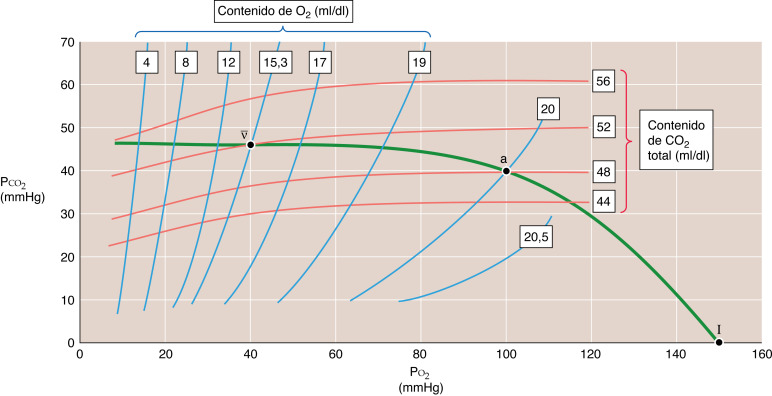 Contenido de O₂ (ml/dl)
70
60
50
40
30
20
10
0
PCO₂
(mmHg)
4
8
12
15,3
17
19
20
20,5
v̅
a
I
56
52
48
44
Contenido
de CO₂
total (ml/dl)
0
20
40
60
80
100
120
140
160
PO₂
(mmHg)